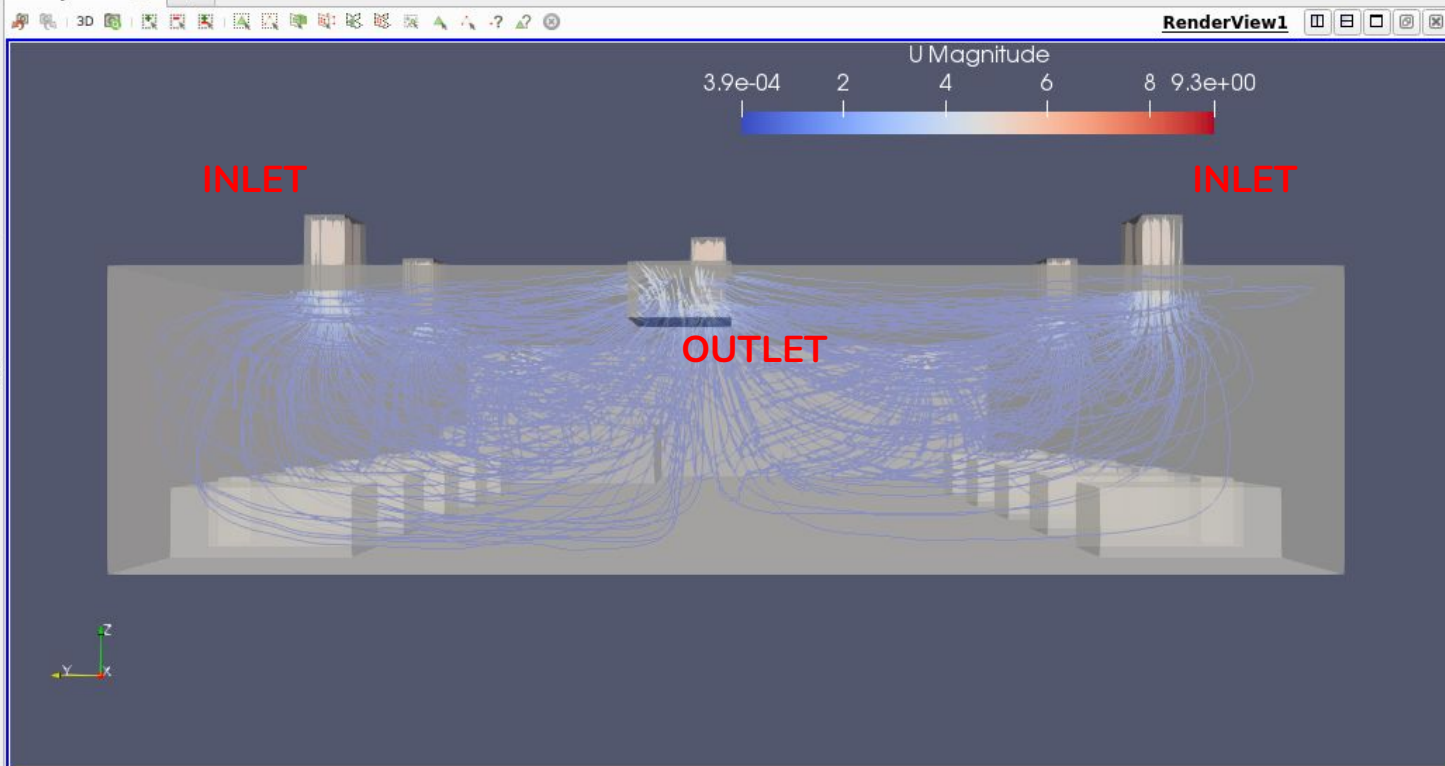 3D
RenderView1
U Magnitude
3.9e-04 2 4 6 8 9.3e+00
INLET
INLET
OUTLET
Z
Y
X